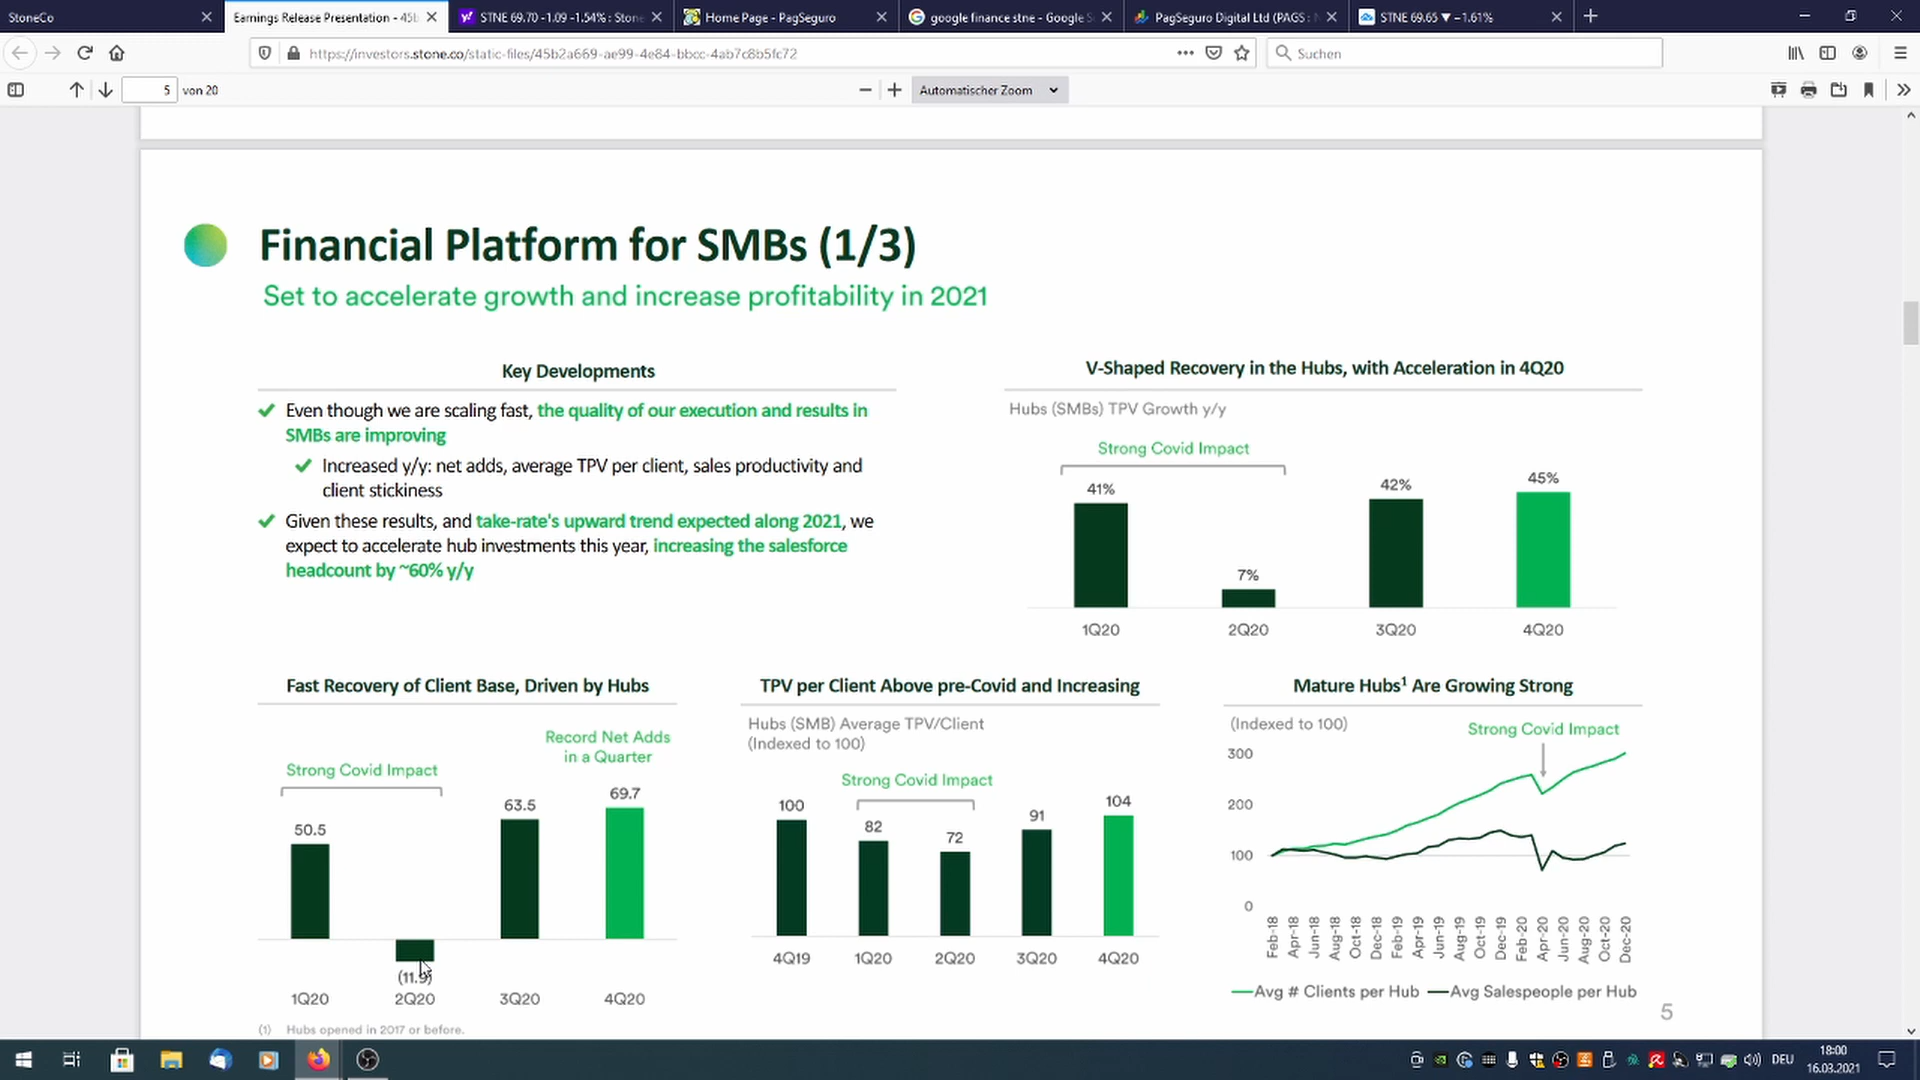 StoneCo
Earnings Release Presentation - 45b
STNE 69.70 -1.09 -1.54% : Stone
Home Page - PagSeguro
google finance stne - Google S
PagSeguro Digital Ltd (PAGS : N
STNE 69.65 ▼ −1.61%
https://investors.stone.co/static-files/45b2a669-ae99-4e84-bbcc-4ab7c8b5fc72
Suchen
5 von 20
Automatischer Zoom
Financial Platform for SMBs (1/3)
Set to accelerate growth and increase profitability in 2021
Key Developments
Even though we are scaling fast, the quality of our execution and results in
SMBs are improving
Increased y/y: net adds, average TPV per client, sales productivity and
client stickiness
Given these results, and take-rate's upward trend expected along 2021, we
expect to accelerate hub investments this year, increasing the salesforce
headcount by ~60% y/y
V-Shaped Recovery in the Hubs, with Acceleration in 4Q20
Hubs (SMBs) TPV Growth y/y
Strong Covid Impact
41%
7%
42%
45%
1Q20
2Q20
3Q20
4Q20
Fast Recovery of Client Base, Driven by Hubs
Record Net Adds
in a Quarter
Strong Covid Impact
50.5
(11.9)
63.5
69.7
1Q20
2Q20
3Q20
4Q20
(1) Hubs opened in 2017 or before.
TPV per Client Above pre-Covid and Increasing
Hubs (SMB) Average TPV/Client
(Indexed to 100)
Strong Covid Impact
100
82
72
91
104
4Q19
1Q20
2Q20
3Q20
4Q20
Mature Hubs¹ Are Growing Strong
(Indexed to 100)
Strong Covid Impact
300
200
100
0
Feb-18
Apr-18
Jun-18
Aug-18
Oct-18
Dec-18
Feb-19
Apr-19
Jun-19
Aug-19
Oct-19
Dec-19
Feb-20
Apr-20
Jun-20
Aug-20
Oct-20
Dec-20
Avg # Clients per Hub
Avg Salespeople per Hub
5
DEU
18:00
16.03.2021